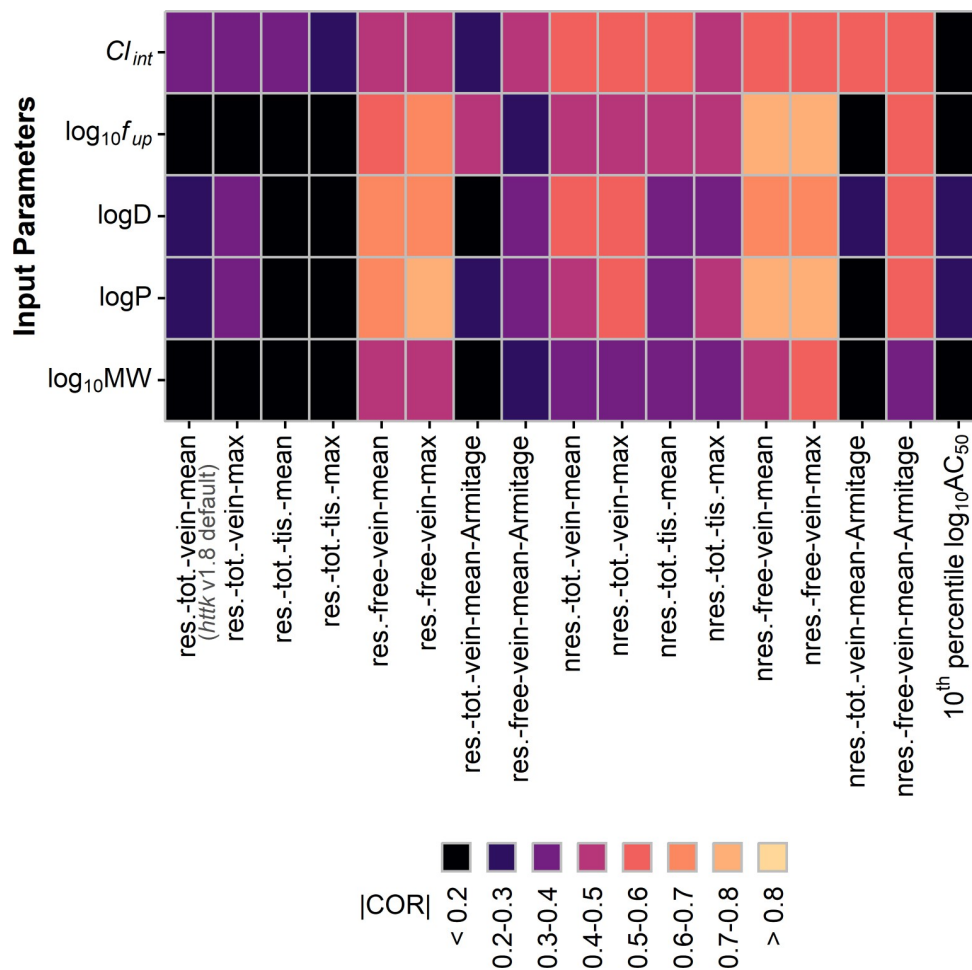 Input Parameters
Cl int
log10 f up
logD
logP
log10MW
res.-tot.-vein-mean
(httk v1.8 default)
res.-tot.-vein-max
res.-tot.-tis.-mean
res.-tot.-tis.-max
res.-free-vein-mean
res.-free-vein-max
res.-tot.-vein-mean-Armitage
res.-free-vein-mean-Armitage
nres.-tot.-vein-mean
nres.-tot.-vein-max
nres.-tot.-tis.-mean
nres.-tot.-tis.-max
nres.-free-vein-mean
nres.-free-vein-max
nres.-tot-vein-mean-Armitage
nres.-free-vein-mean-Armitage
10th percentile log10AC50
|COR|
< 0.2
0.2-0.3
0.3-0.4
0.4-0.5
0.5-0.6
0.6-0.7
0.7-0.8
> 0.8